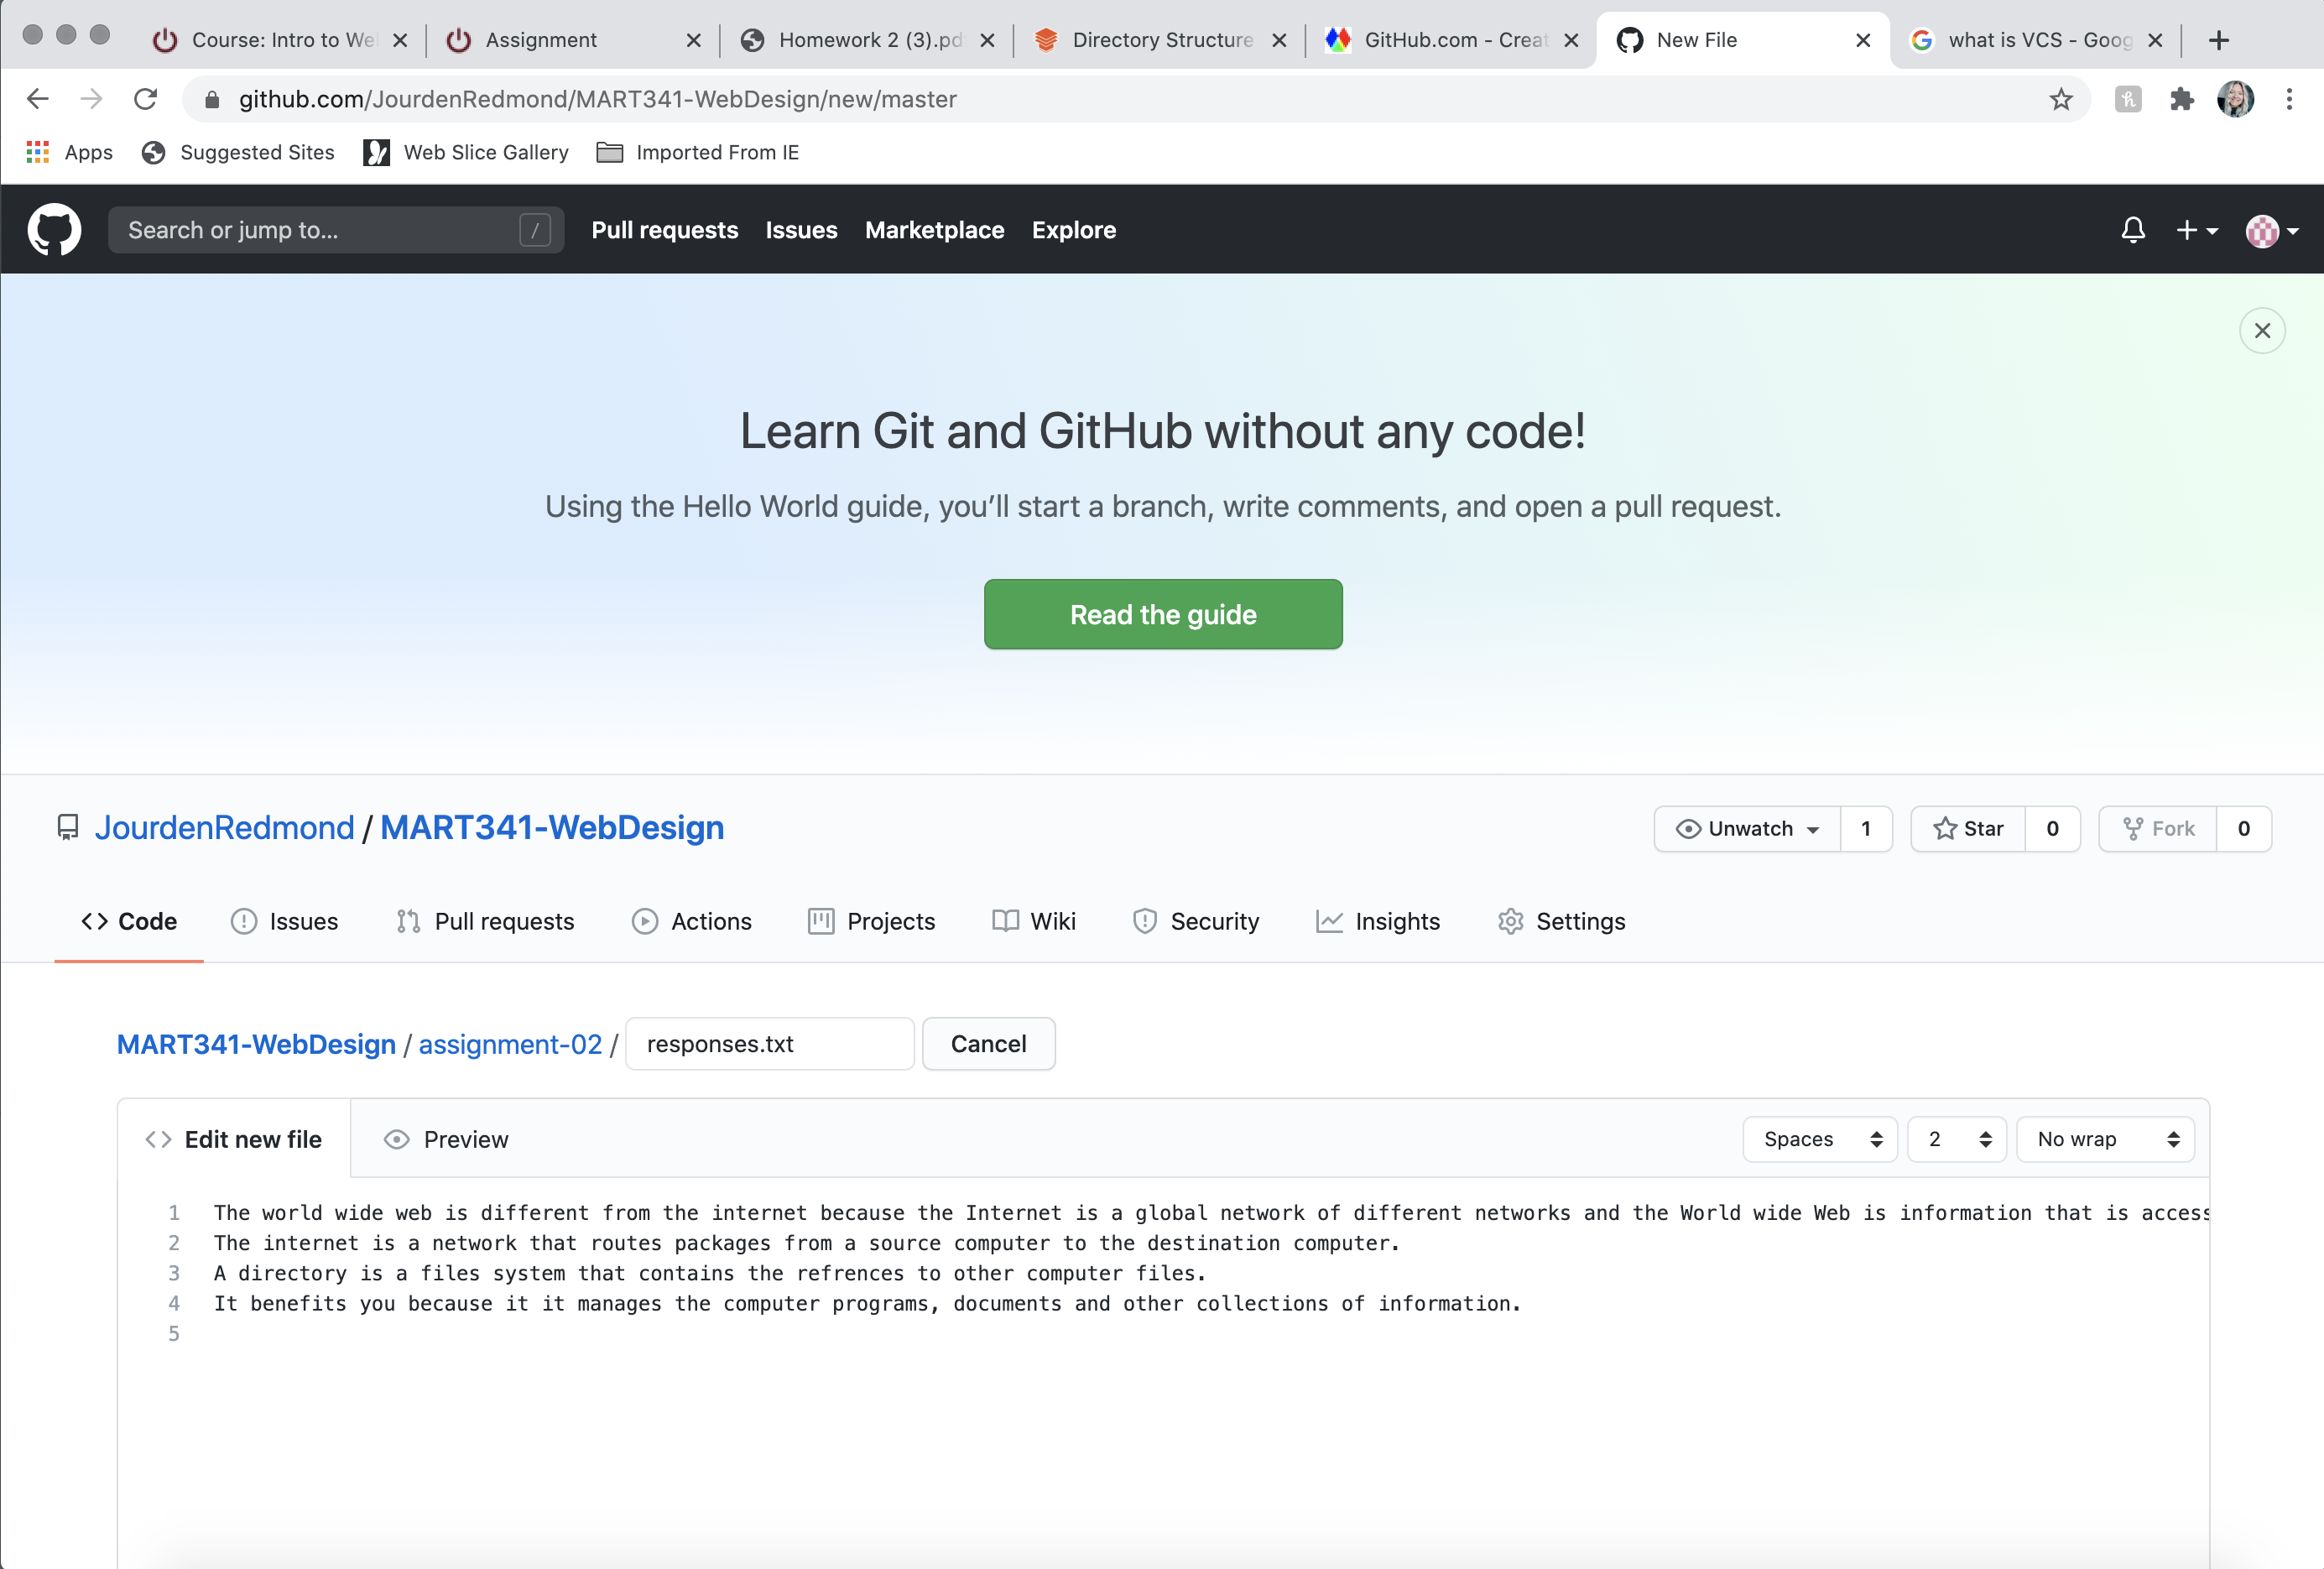 Course: Intro to We
Assignment
Homework 2 (3).pd
Directory Structure
GitHub.com - Creat
New File
what is VCS - Goog
github.com/JourdenRedmond/MART341-WebDesign/new/master
Apps
Suggested Sites
Web Slice Gallery
Imported From IE
Search or jump to...
/
Pull requests
Issues
Marketplace
Explore
Learn Git and GitHub without any code!
Using the Hello World guide, you’ll start a branch, write comments, and open a pull request.
Read the guide
JourdenRedmond / MART341-WebDesign
Unwatch
1
Star
0
Fork
0
Code
Issues
Pull requests
Actions
Projects
Wiki
Security
Insights
Settings
MART341-WebDesign / assignment-02 / responses.txt
Cancel
Edit new file
Preview
Spaces
2
No wrap
1 The world wide web is different from the internet because the Internet is a global network of different networks and the World wide Web is information that is access
2 The internet is a network that routes packages from a source computer to the destination computer.
3 A directory is a files system that contains the refrences to other computer files.
4 It benefits you because it it manages the computer programs, documents and other collections of information.
5